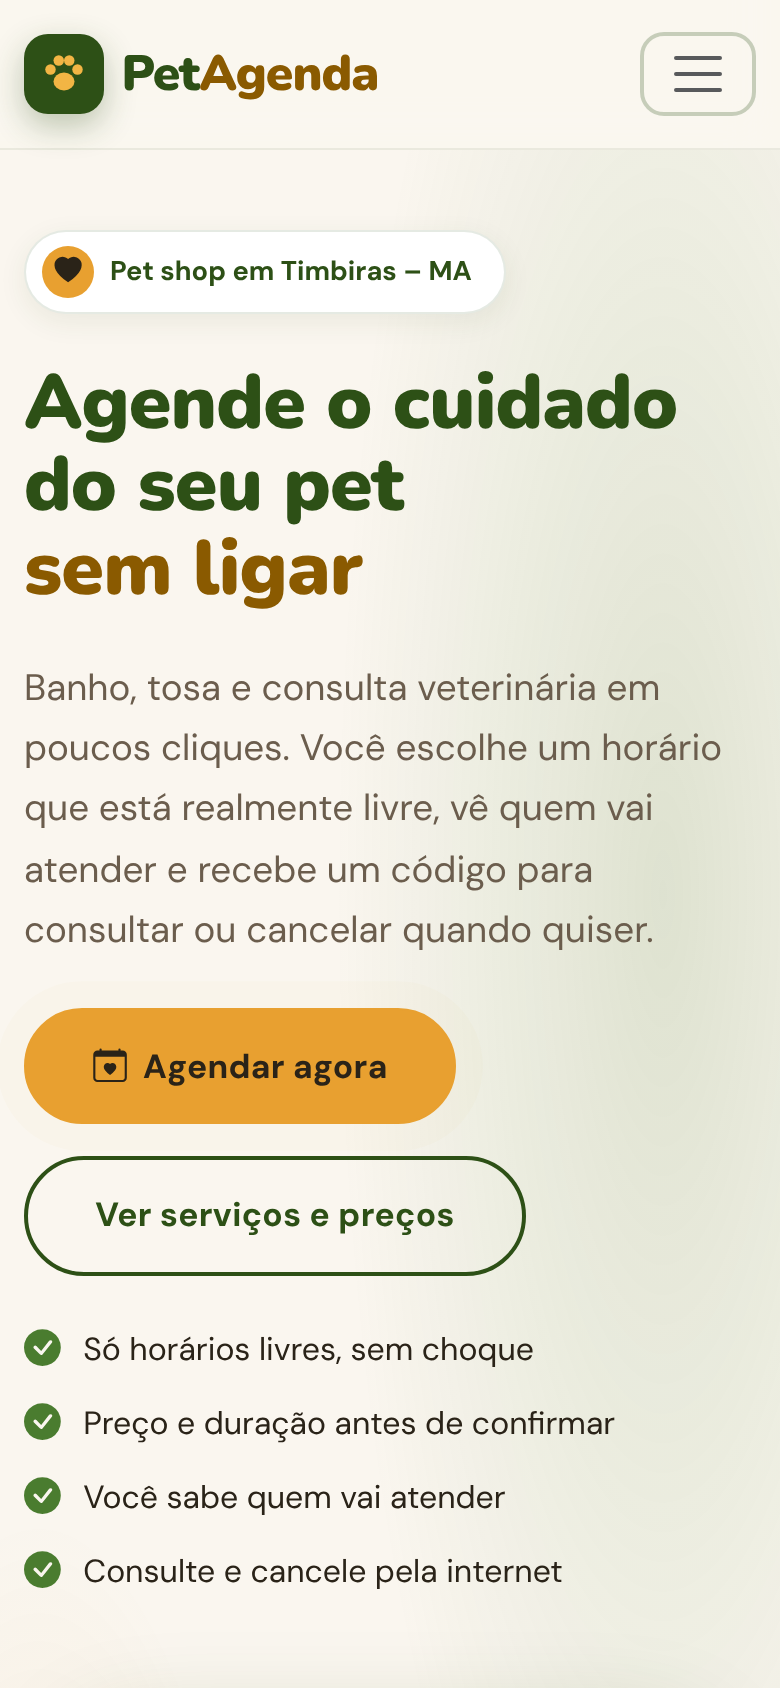 PetAgenda
Pet shop em Timbiras – MA
Agende o cuidado
do seu pet
sem ligar
Banho, tosa e consulta veterinária em
poucos cliques. Você escolhe um horário
que está realmente livre, vê quem vai
atender e recebe um código para
consultar ou cancelar quando quiser.
Agendar agora
Ver serviços e preços
Só horários livres, sem choque
Preço e duração antes de confirmar
Você sabe quem vai atender
Consulte e cancele pela internet